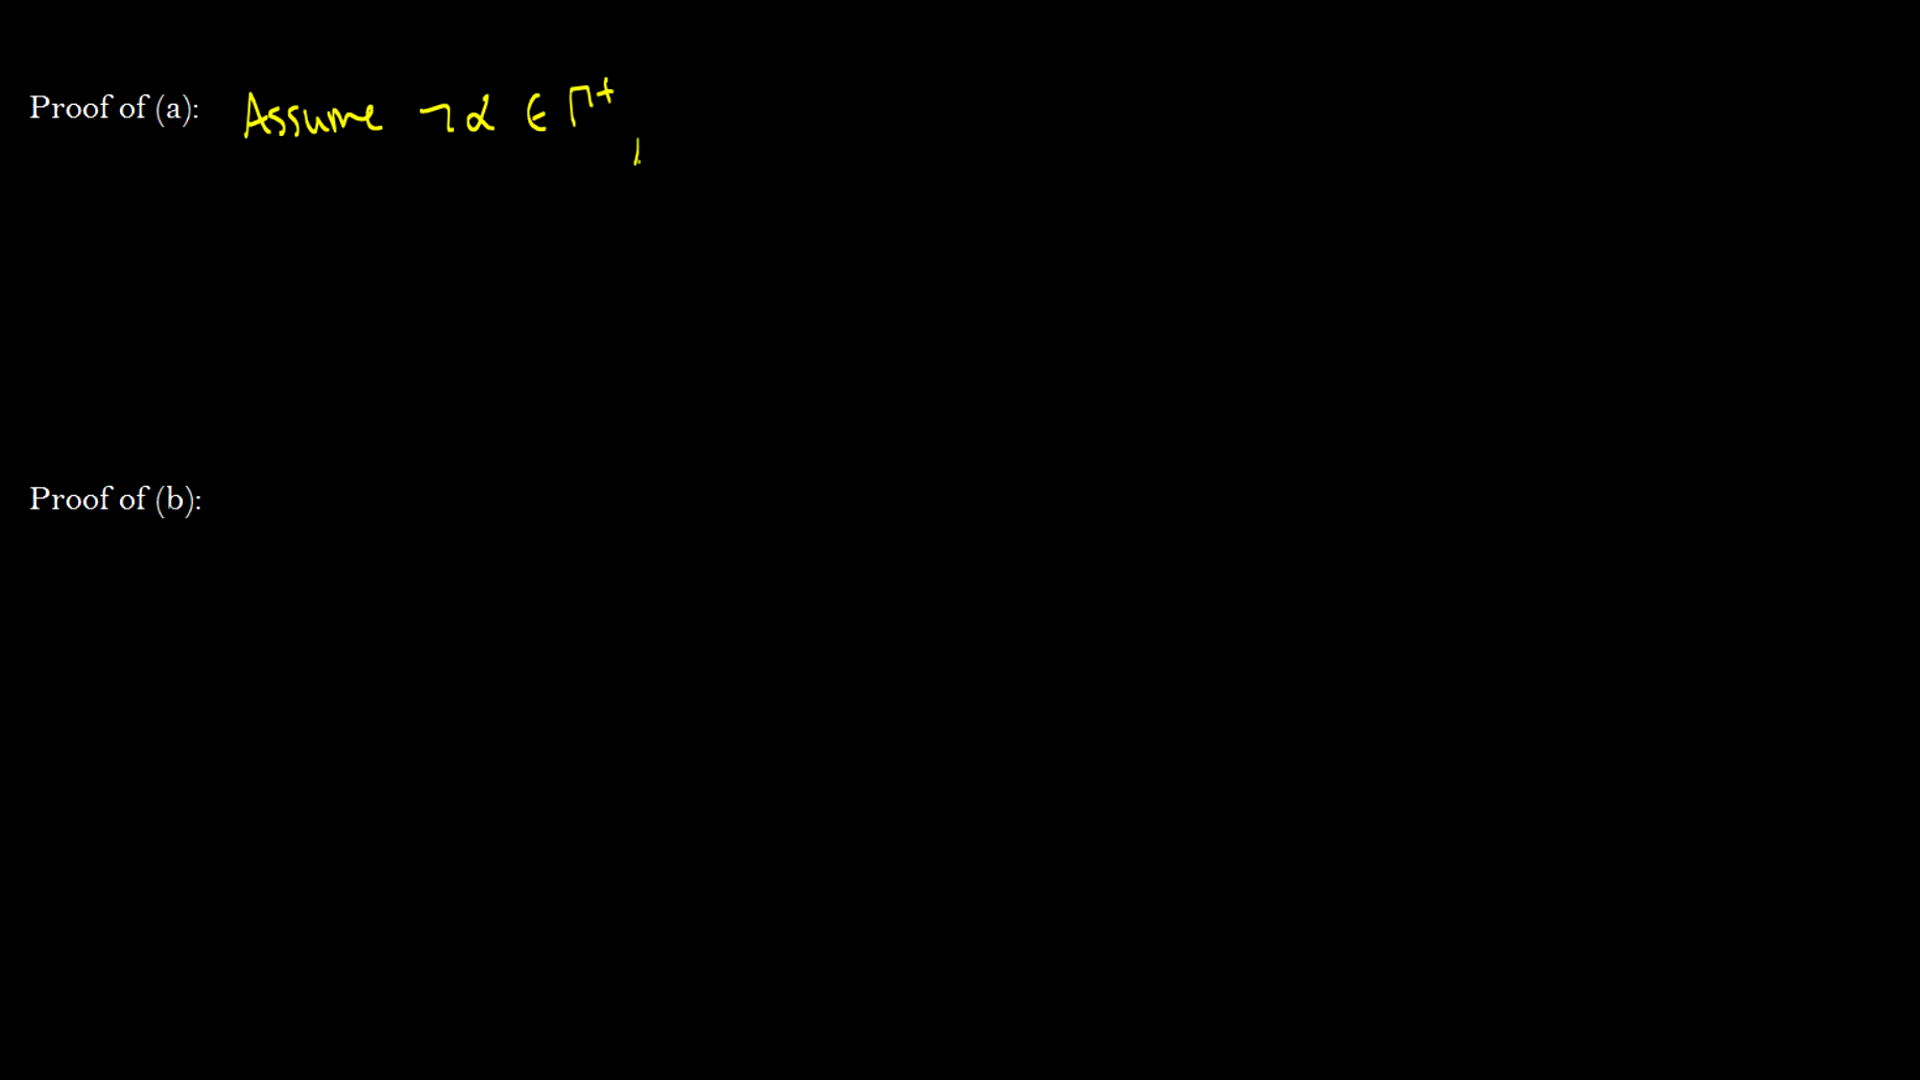 Proof of (a): Assume ¬α ∈ Γ⁺
Proof of (b):